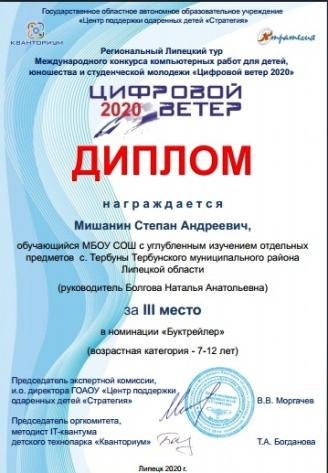 Государственное областное автономное образовательное учреждение
«Центр поддержки одаренных детей «Стратегия»
КВАНТОРИУМ
Стратегия
Региональный Липецкий тур
Международного конкурса компьютерных работ для детей,
юношества и студенческой молодежи «Цифровой ветер 2020»
ЦИФРОВОЙ
2020 ВЕТЕР
ДИПЛОМ
награждается
Мишанин Степан Андреевич,
обучающийся МБОУ СОШ с углубленным изучением отдельных
предметов с. Тербуны Тербунского муниципального района
Липецкой области
(руководитель Болгова Наталья Анатольевна)
за III место
в номинации «Буктрейлер»
(возрастная категория - 7-12 лет)
Председатель экспертной комиссии,
и.о. директора ГОАОУ «Центр поддержки
одаренных детей «Стратегия»
В.В. Моргачев
Председатель оргкомитета,
методист IT-квантума
детского технопарка «Кванториум»
Т.А. Богданова
Липецк 2020 г.